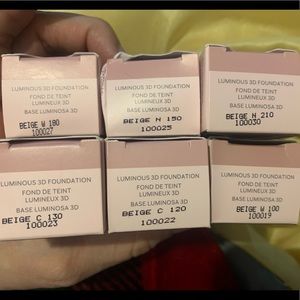 LUMINOUS 3D FOUNDATION
FOND DE TEINT
LUMINEUX 3D
BASE LUMINOSA 3D
BEIGE W 180
100027
LUMINOUS 3D FOUNDATION
FOND DE TEINT
LUMINEUX 3D
BASE LUMINOSA 3D
BEIGE N 150
100025
LUMINOUS 3D FOUNDATION
FOND DE TEINT
LUMINEUX 3D
BASE LUMINOSA 3D
BEIGE N 210
100030
LUMINOUS 3D FOUNDATION
FOND DE TEINT
LUMINEUX 3D
BASE LUMINOSA 3D
BEIGE C 130
100023
LUMINOUS 3D FOUNDATION
FOND DE TEINT
LUMINEUX 3D
BASE LUMINOSA 3D
BEIGE C 120
100022
LUMINOUS 3D FOUNDATION
FOND DE TEINT
LUMINEUX 3D
BASE LUMINOSA 3D
BEIGE W 100
100019